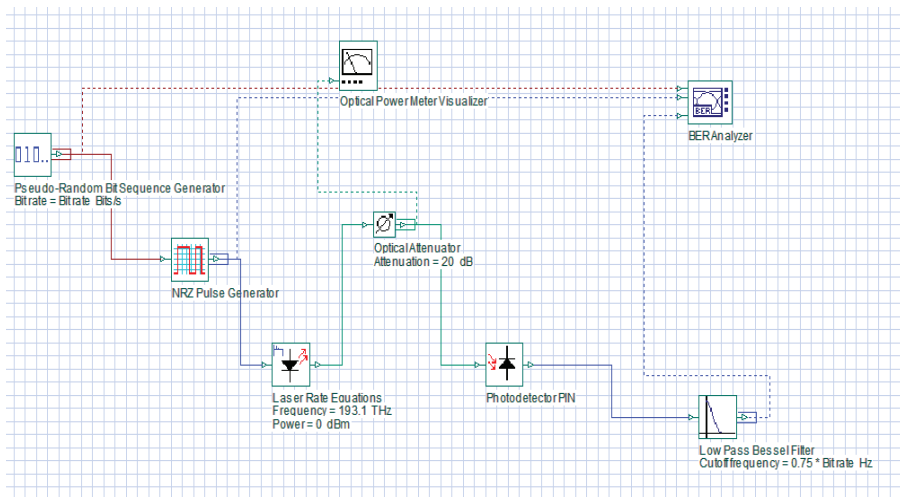 Optical Power Meter Visualizer
BER
BER Analyzer
010..
Pseudo-Random Bit Sequence Generator
Bitrate = Bitrate Bits/s
Optical Attenuator
Attenuation = 20 dB
NRZ Pulse Generator
Laser Rate Equations
Frequency = 193.1 THz
Power = 0 dBm
Photodetector PIN
Low Pass Bessel Filter
Cutoff frequency = 0.75 * Bitrate Hz